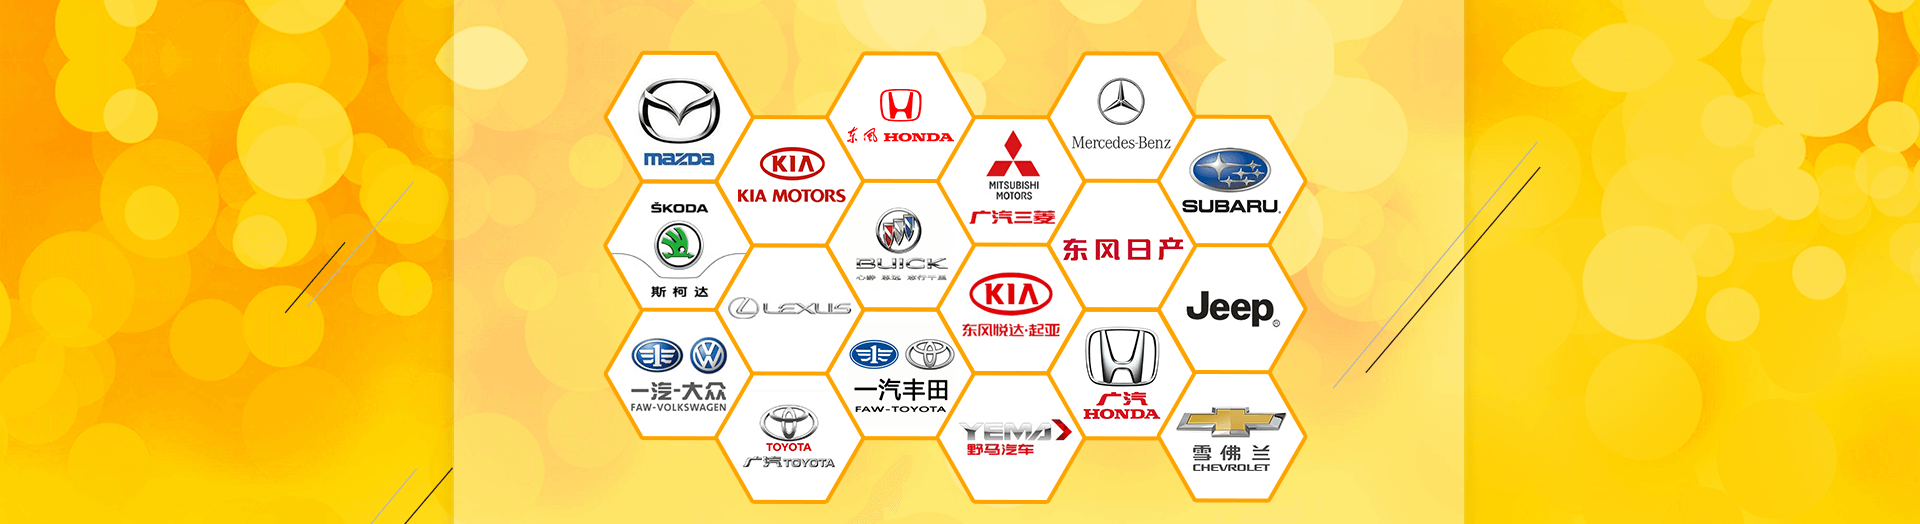 mazda
KIA
KIA MOTORS
东风 HONDA
MITSUBISHI
MOTORS
广汽三菱
Mercedes-Benz
SUBARU
ŠKODA
斯柯达
LEXUS
BUICK
KIA
东风悦达·起亚
东风日产
Jeep
一汽-大众
FAW-VOLKSWAGEN
TOYOTA
广汽TOYOTA
一汽丰田
FAW-TOYOTA
YEMA
野马汽车
广汽
HONDA
雪佛兰
CHEVROLET